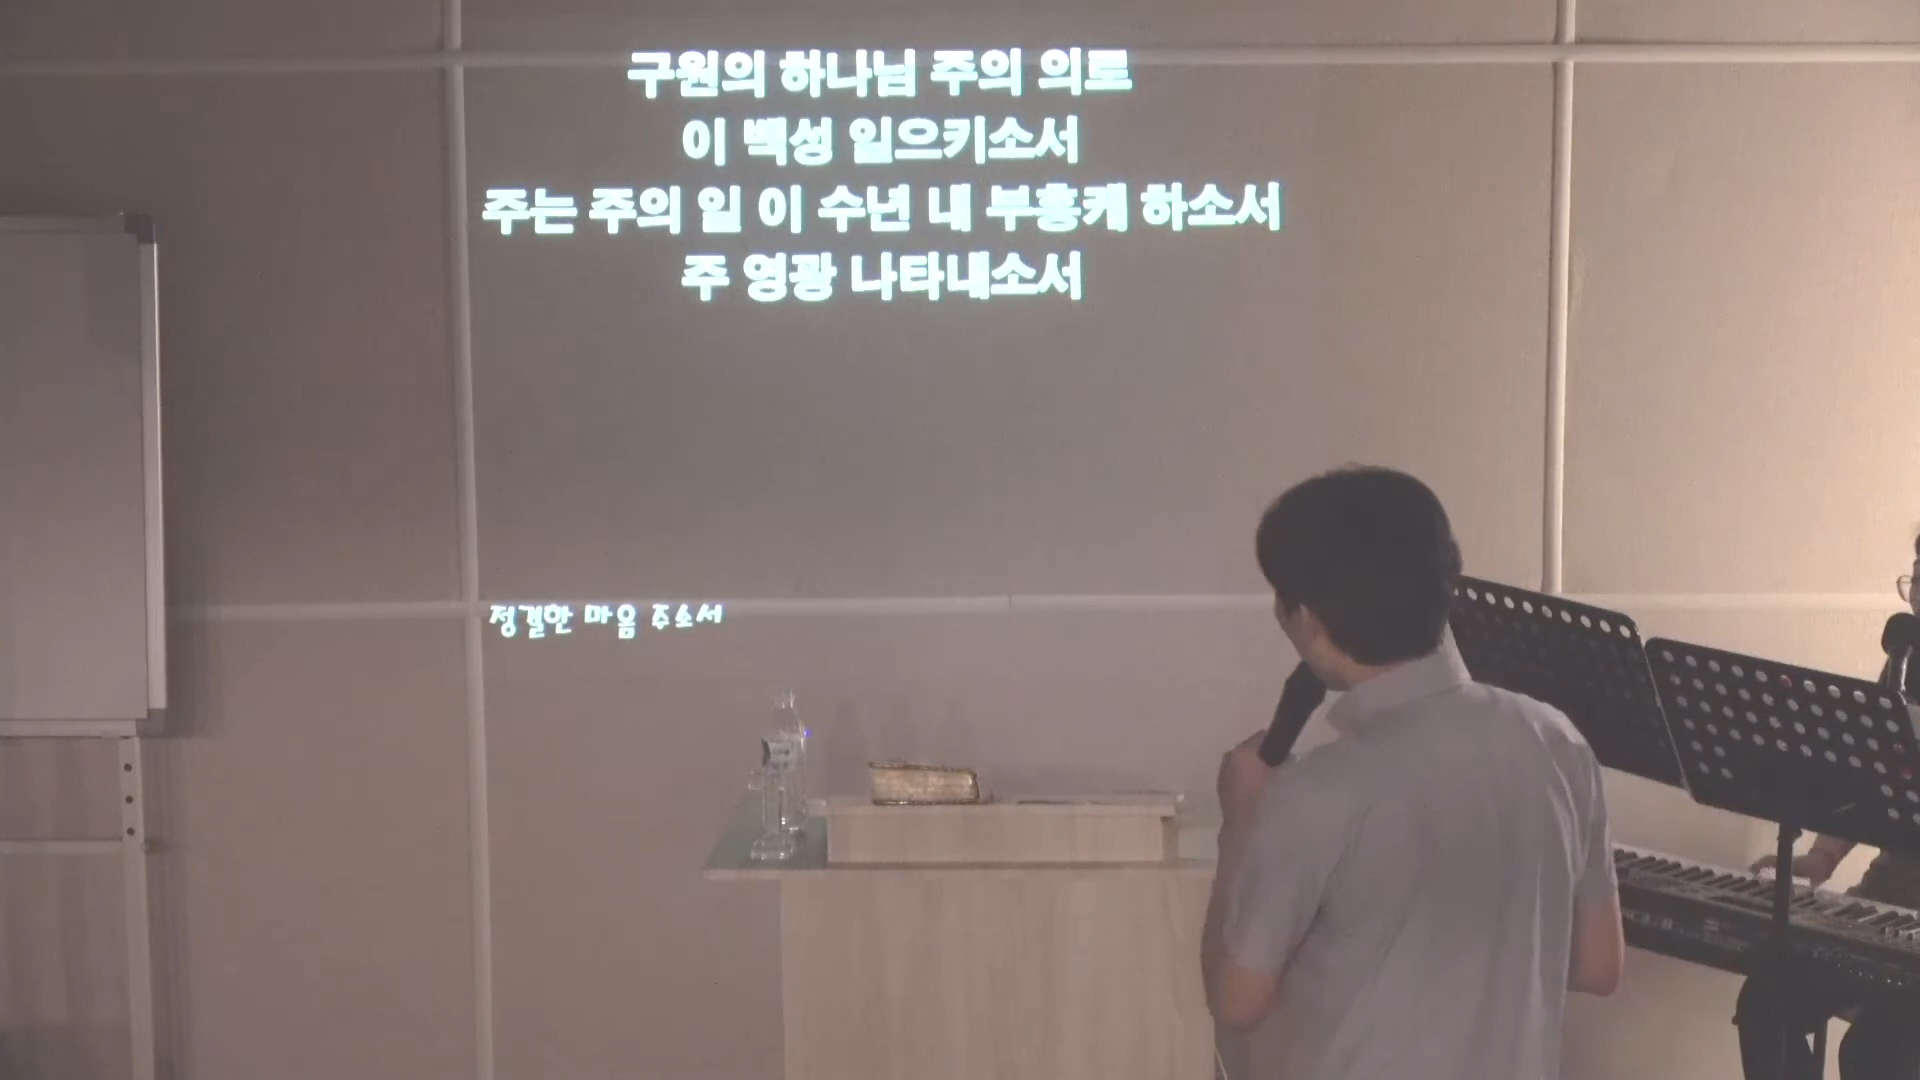 구원의 하나님 주의 의로
이 백성 일으키소서
주는 주의 일 이 수년 내 부흥케 하소서
주 영광 나타내소서
정결한 마음 주소서